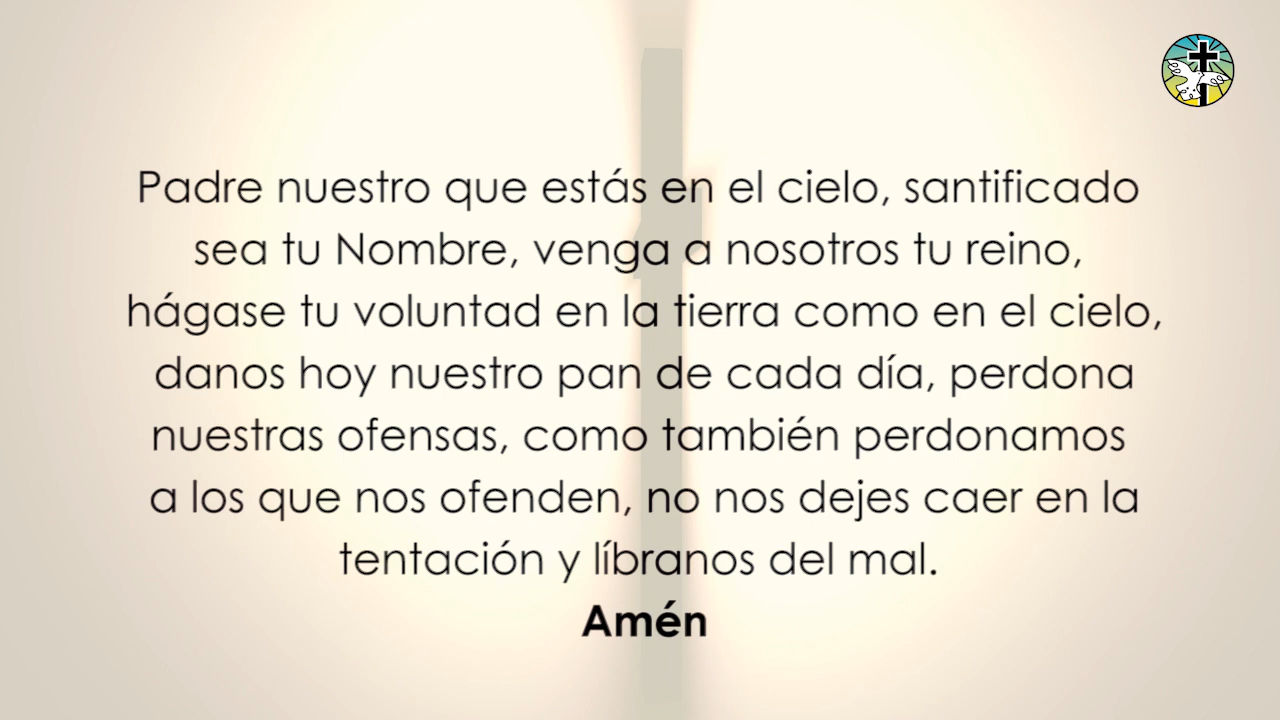 Padre nuestro que estás en el cielo, santificado
sea tu Nombre, venga a nosotros tu reino,
hágase tu voluntad en la tierra como en el cielo,
danos hoy nuestro pan de cada día, perdona
nuestras ofensas, como también perdonamos
a los que nos ofenden, no nos dejes caer en la
tentación y líbranos del mal.
Amén